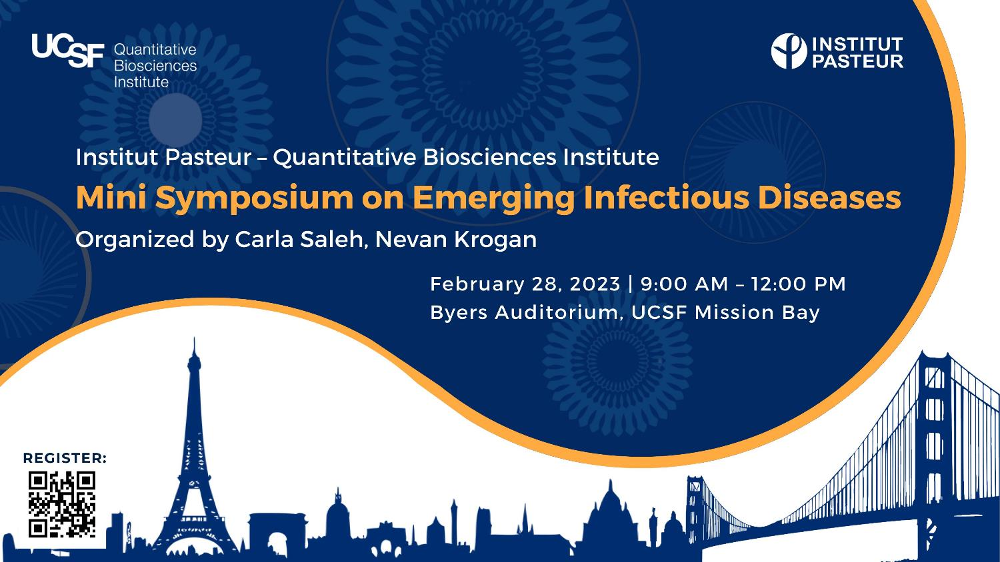 UCSF
Quantitative
Biosciences
Institute
INSTITUT
PASTEUR
Institut Pasteur – Quantitative Biosciences Institute
Mini Symposium on Emerging Infectious Diseases
Organized by Carla Saleh, Nevan Krogan
February 28, 2023 | 9:00 AM – 12:00 PM
Byers Auditorium, UCSF Mission Bay
REGISTER: